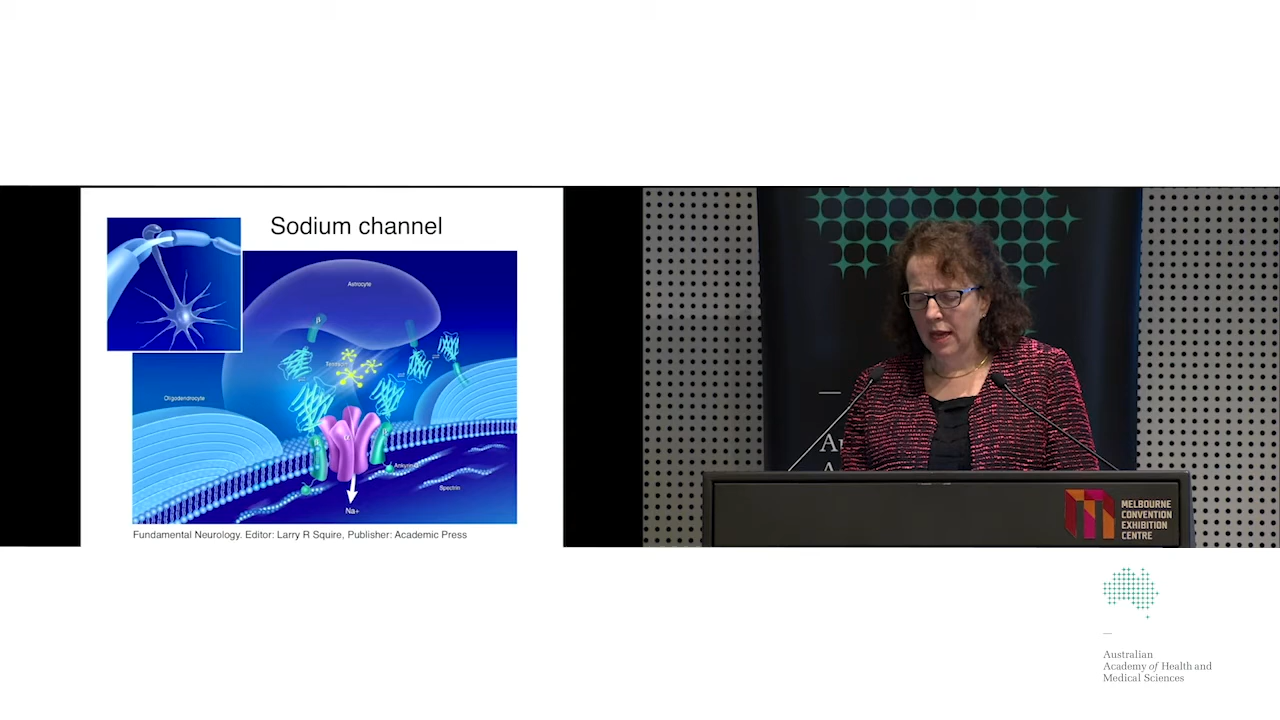 Sodium channel
Astrocyte
β
Oligodendrocyte
β
α
Ankyrin
Spectrin
Na+
Fundamental Neurology. Editor: Larry R Squire, Publisher: Academic Press
MELBOURNE
CONVENTION
EXHIBITION
CENTRE
Australian
Academy of Health and
Medical Sciences